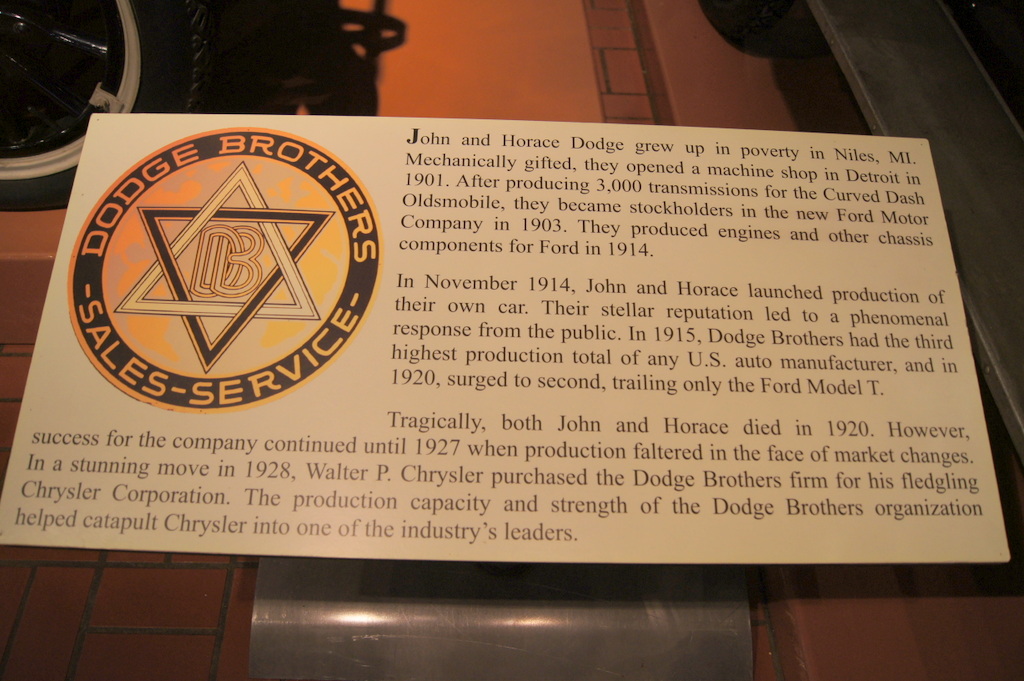 DODGE BROTHERS
DB
-SALES-SERVICE-
John and Horace Dodge grew up in poverty in Niles, MI.
Mechanically gifted, they opened a machine shop in Detroit in
1901. After producing 3,000 transmissions for the Curved Dash
Oldsmobile, they became stockholders in the new Ford Motor
Company in 1903. They produced engines and other chassis
components for Ford in 1914.
In November 1914, John and Horace launched production of
their own car. Their stellar reputation led to a phenomenal
response from the public. In 1915, Dodge Brothers had the third
highest production total of any U.S. auto manufacturer, and in
1920, surged to second, trailing only the Ford Model T.
Tragically, both John and Horace died in 1920. However,
success for the company continued until 1927 when production faltered in the face of market changes.
In a stunning move in 1928, Walter P. Chrysler purchased the Dodge Brothers firm for his fledgling
Chrysler Corporation. The production capacity and strength of the Dodge Brothers organization
helped catapult Chrysler into one of the industry's leaders.